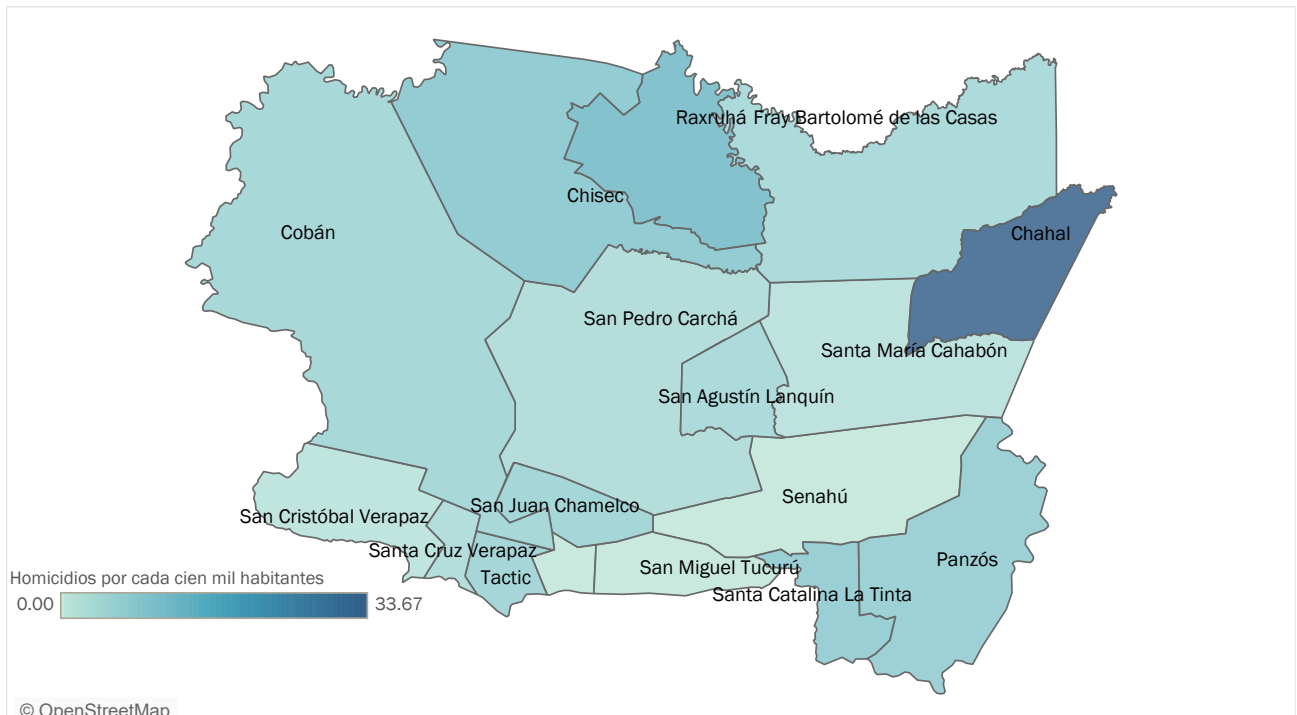 Raxruhá Fray Bartolomé de las Casas
Chisec
Cobán
Chahal
San Pedro Carchá
Santa María Cahabón
San Agustín Lanquín
Senahú
San Juan Chamelco
San Cristóbal Verapaz
Santa Cruz Verapaz
Panzós
San Miguel Tucurú
Tactic
Homicidios por cada cien mil habitantes
Santa Catalina La Tinta
0.00 33.67
© OpenStreetMap